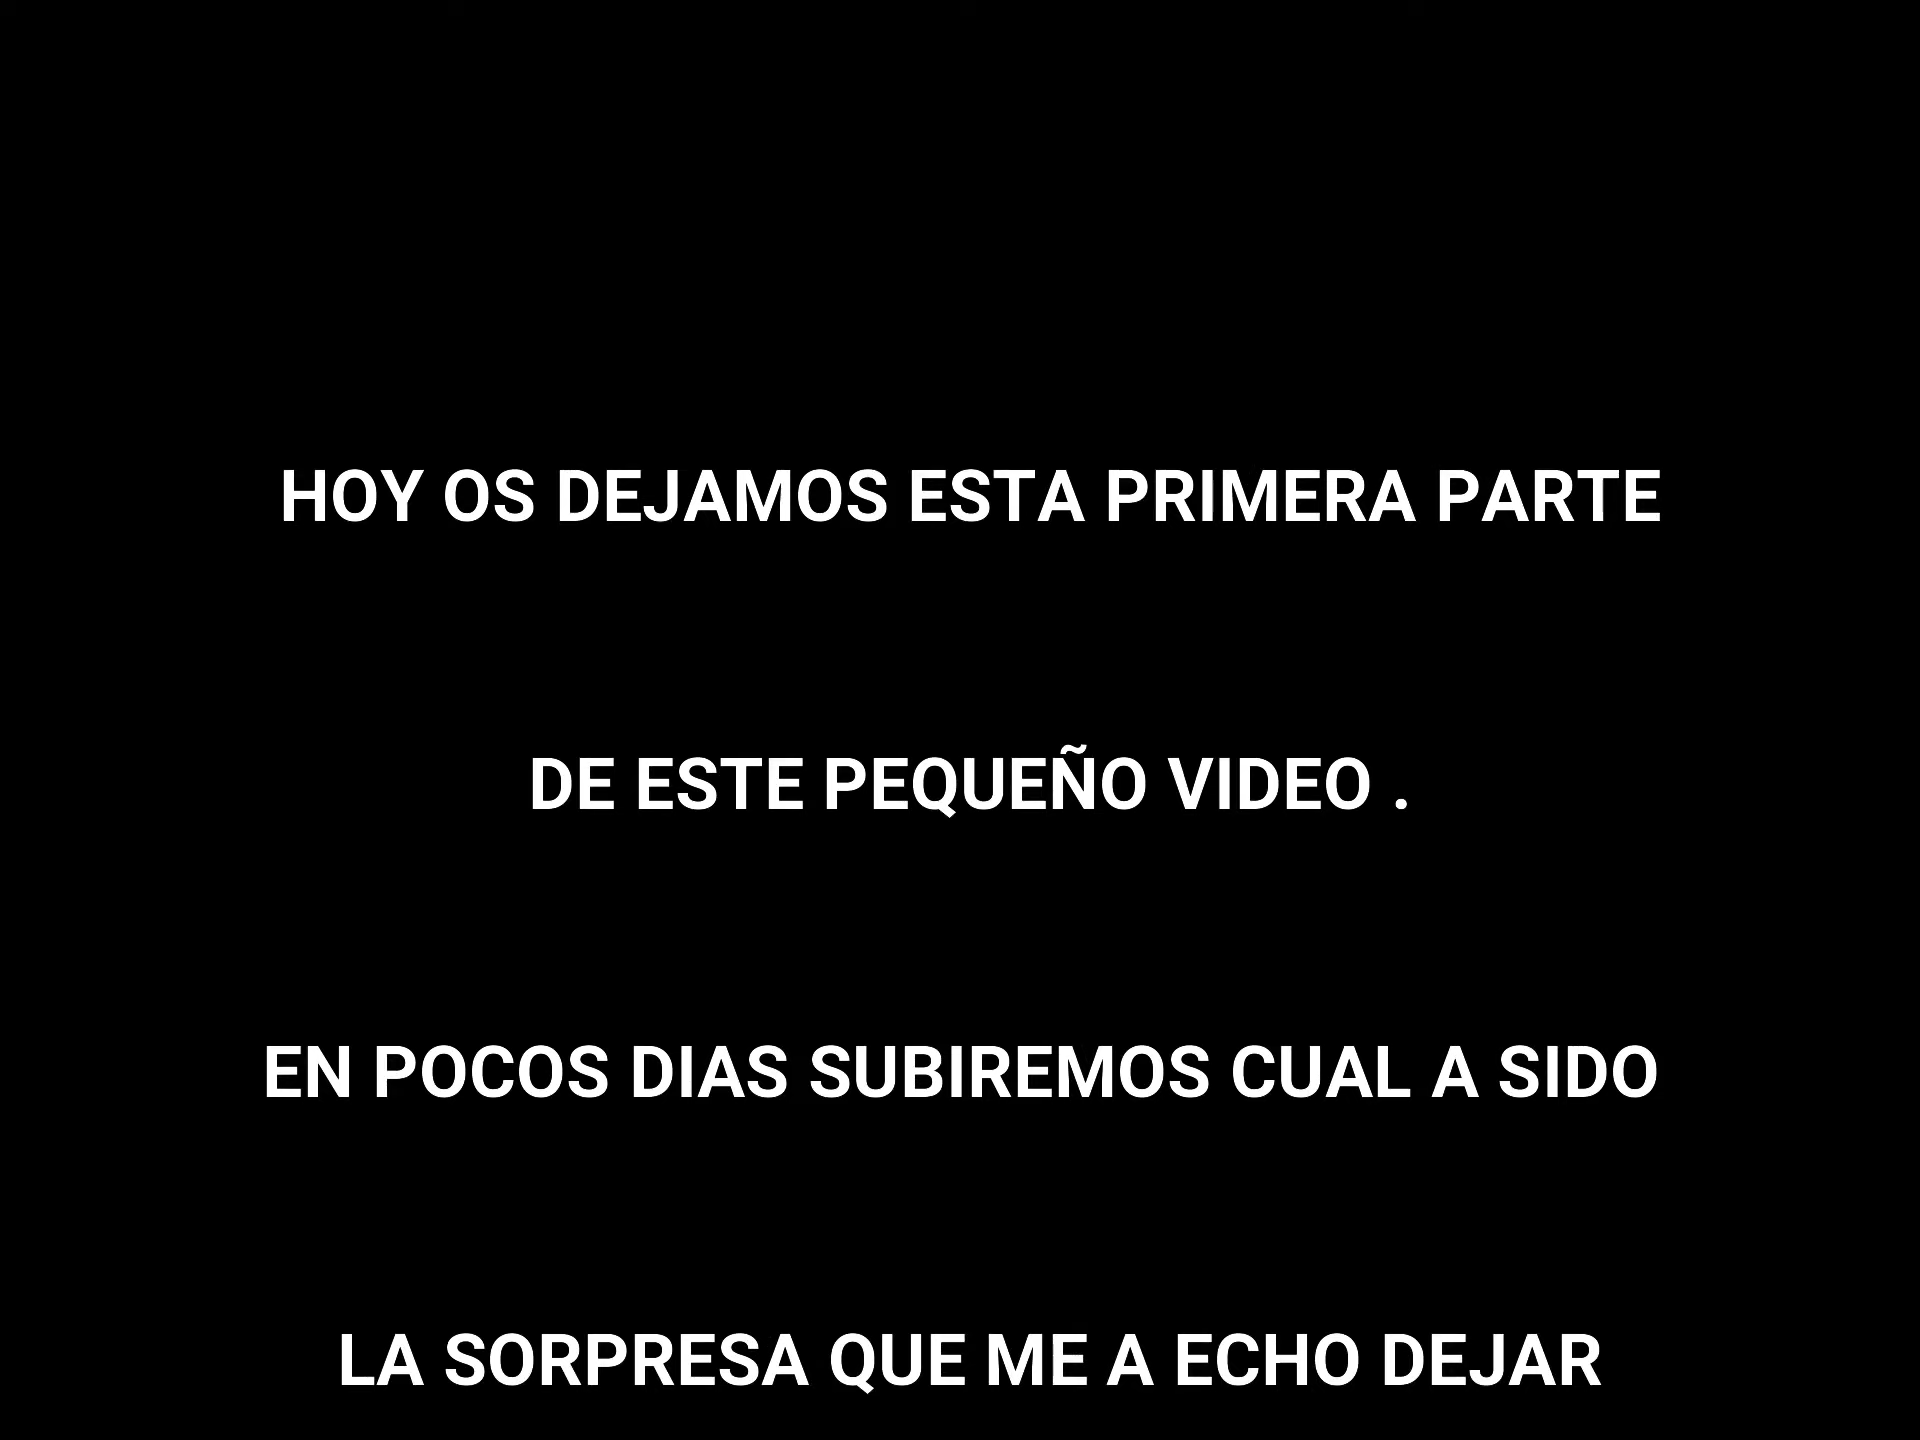 HOY OS DEJAMOS ESTA PRIMERA PARTE
DE ESTE PEQUEÑO VIDEO .
EN POCOS DIAS SUBIREMOS CUAL A SIDO
LA SORPRESA QUE ME A ECHO DEJAR